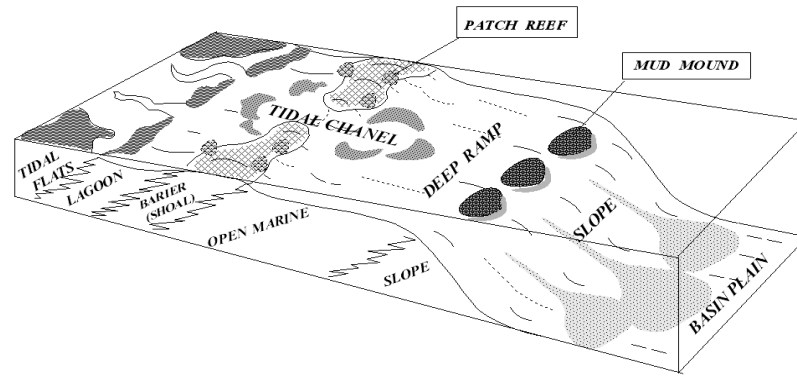 PATCH REEF
MUD MOUND
TIDAL CHANEL
DEEP RAMP
TIDAL
FLATS
LAGOON
BARIER
(SHOAL)
OPEN MARINE
SLOPE
SLOPE
BASIN PLAIN